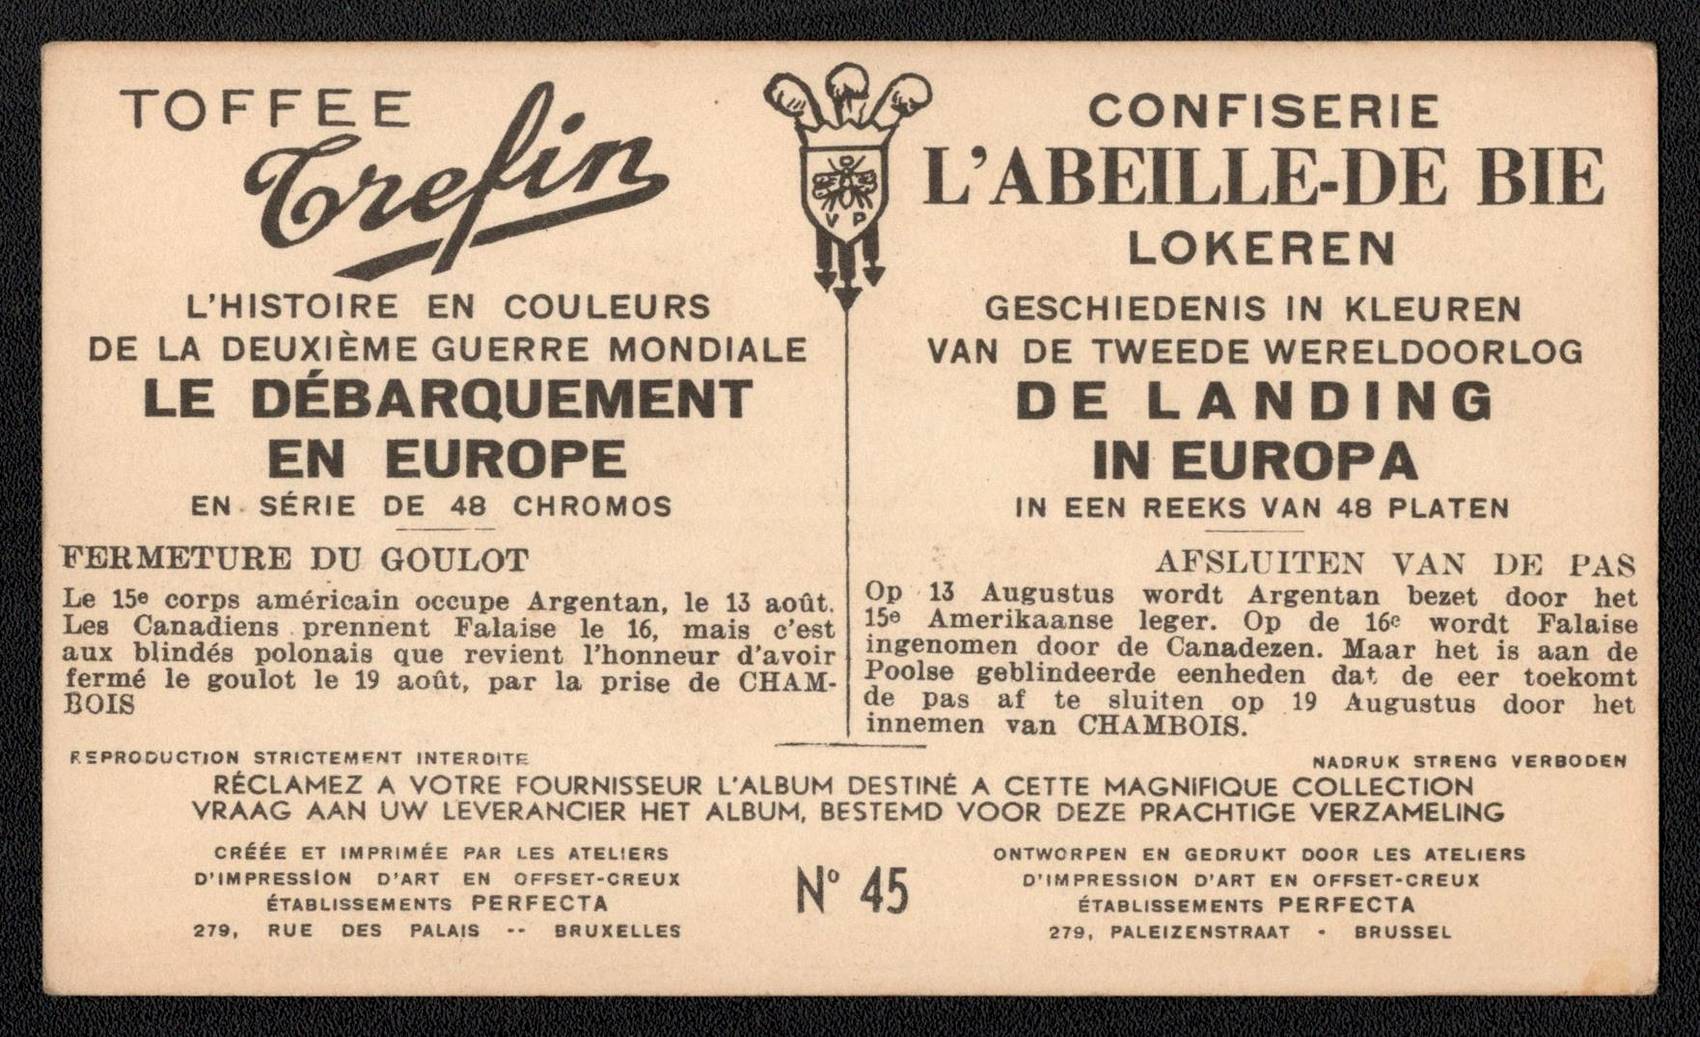 TOFFEE
Trefin
L'HISTOIRE EN COULEURS
DE LA DEUXIÈME GUERRE MONDIALE
LE DÉBARQUEMENT
EN EUROPE
EN SÉRIE DE 48 CHROMOS
FERMETURE DU GOULOT
Le 15e corps américain occupe Argentan, le 13 août.
Les Canadiens prennent Falaise le 16, mais c'est
aux blindés polonais que revient l'honneur d'avoir
fermé le goulot le 19 août, par la prise de CHAM-
BOIS
REPRODUCTION STRICTEMENT INTERDITE
V P
CONFISERIE
L'ABEILLE-DE BIE
LOKEREN
GESCHIEDENIS IN KLEUREN
VAN DE TWEEDE WERELDOORLOG
DE LANDING
IN EUROPA
IN EEN REEKS VAN 48 PLATEN
AFSLUITEN VAN DE PAS
Op 13 Augustus wordt Argentan bezet door het
15e Amerikaanse leger. Op de 16e wordt Falaise
ingenomen door de Canadezen. Maar het is aan de
Poolse geblindeerde eenheden dat de eer toekomt
de pas af te sluiten op 19 Augustus door het
innemen van CHAMBOIS.
NADRUK STRENG VERBODEN
RÉCLAMEZ A VOTRE FOURNISSEUR L'ALBUM DESTINÉ A CETTE MAGNIFIQUE COLLECTION
VRAAG AAN UW LEVERANCIER HET ALBUM, BESTEMD VOOR DEZE PRACHTIGE VERZAMELING
CRÉÉE ET IMPRIMÉE PAR LES ATELIERS
D'IMPRESSION D'ART EN OFFSET-CREUX
ÉTABLISSEMENTS PERFECTA
279, RUE DES PALAIS -- BRUXELLES
Nº 45
ONTWORPEN EN GEDRUKT DOOR LES ATELIERS
D'IMPRESSION D'ART EN OFFSET-CREUX
ÉTABLISSEMENTS PERFECTA
279, PALEIZENSTRAAT - BRUSSEL